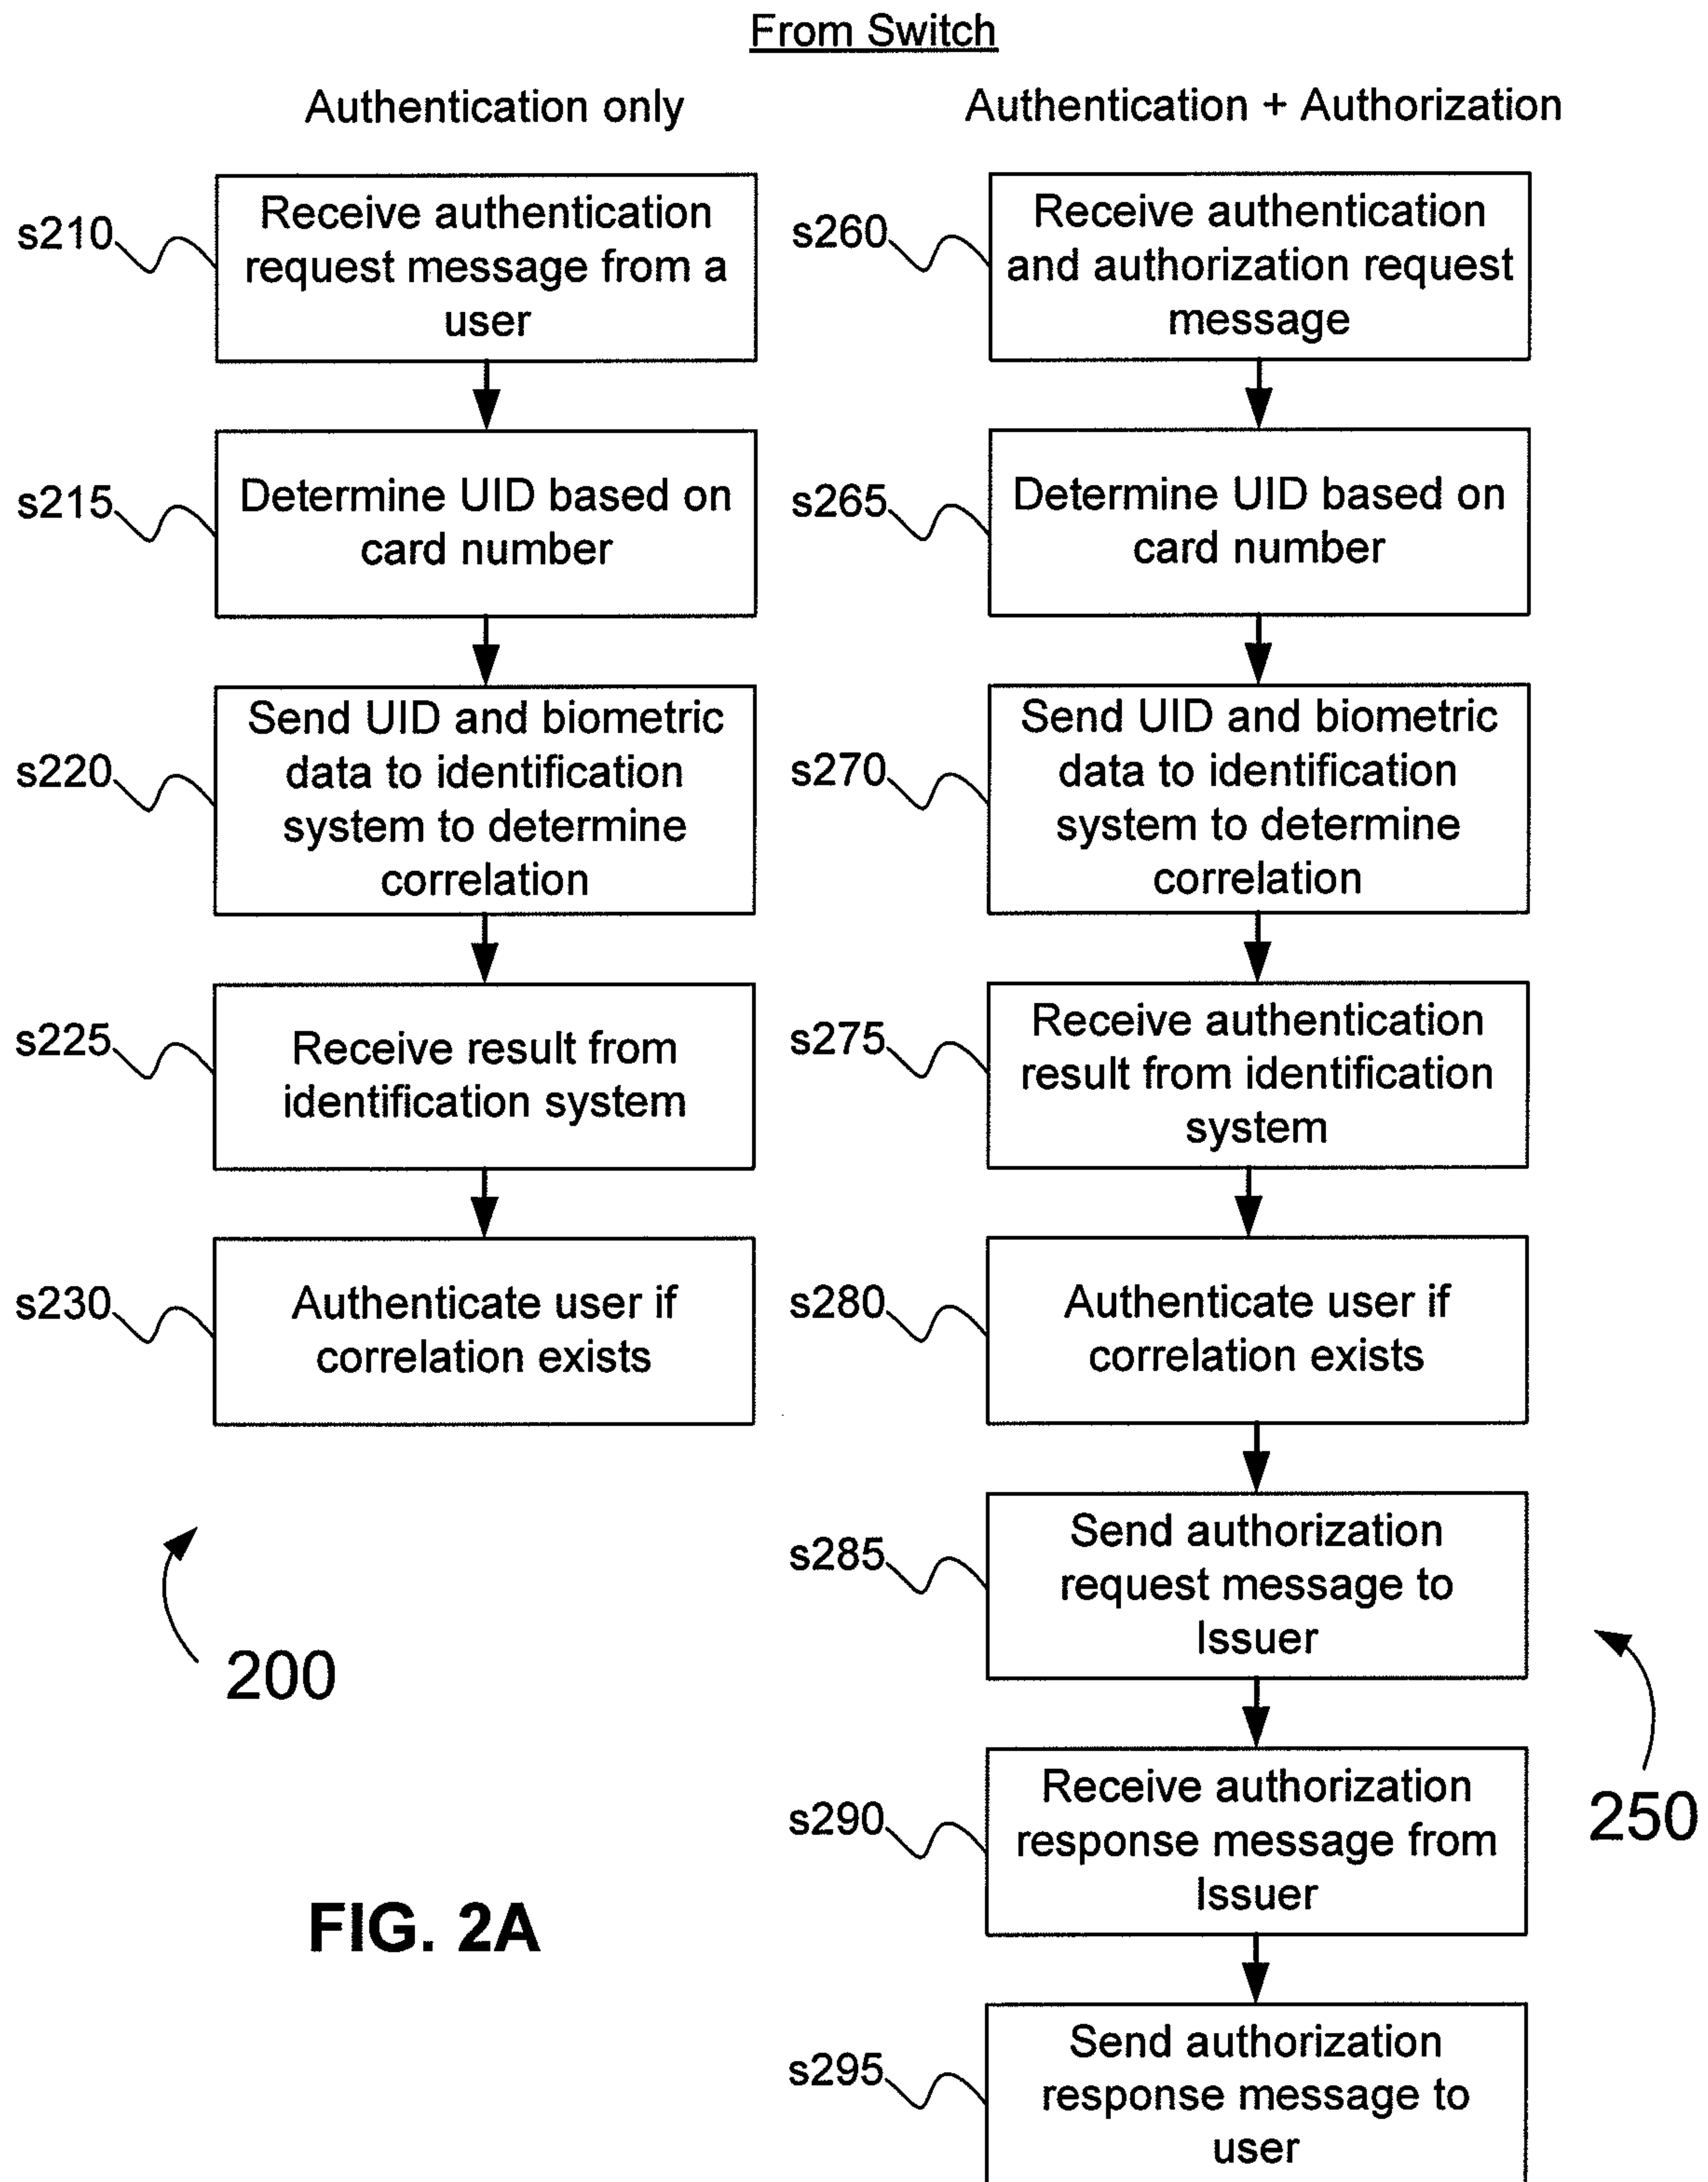 From Switch
Authentication only
s210
Receive authentication
request message from a
user
s215
Determine UID based on
card number
s220
Send UID and biometric
data to identification
system to determine
correlation
s225
Receive result from
identification system
s230
Authenticate user if
correlation exists
200
Authentication + Authorization
s260
Receive authentication
and authorization request
message
s265
Determine UID based on
card number
s270
Send UID and biometric
data to identification
system to determine
correlation
s275
Receive authentication
result from identification
system
s280
Authenticate user if
correlation exists
s285
Send authorization
request message to
Issuer
s290
Receive authorization
response message from
Issuer
s295
Send authorization
response message to
user
250
FIG. 2A